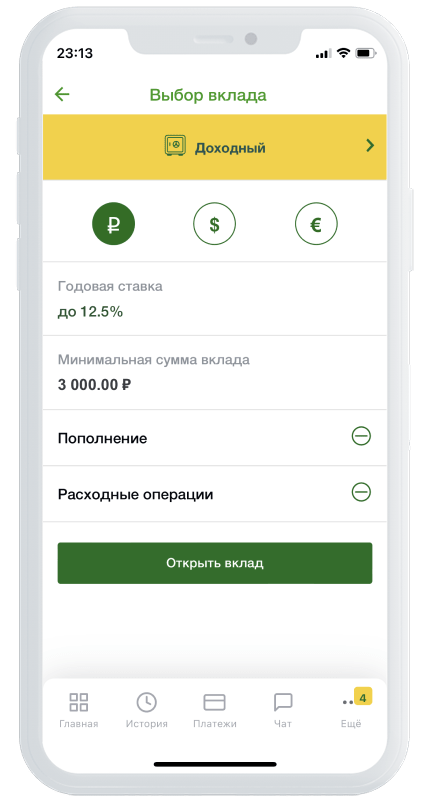 23:13
Выбор вклада
Доходный
₽ $ €
Годовая ставка
до 12.5%
Минимальная сумма вклада
3 000.00 ₽
Пополнение
Расходные операции
Открыть вклад
4
Главная История Платежи Чат Ещё